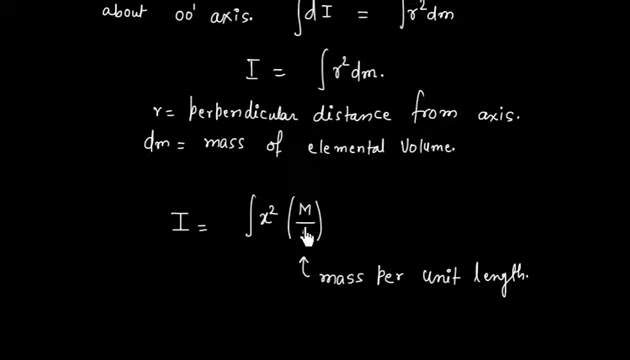 about 00' axis. ∫dI = ∫r²dm
I = ∫r²dm.
r = perpendicular distance from axis.
dm = mass of elemental volume.
I = ∫x² (M/
↑ mass per unit length.